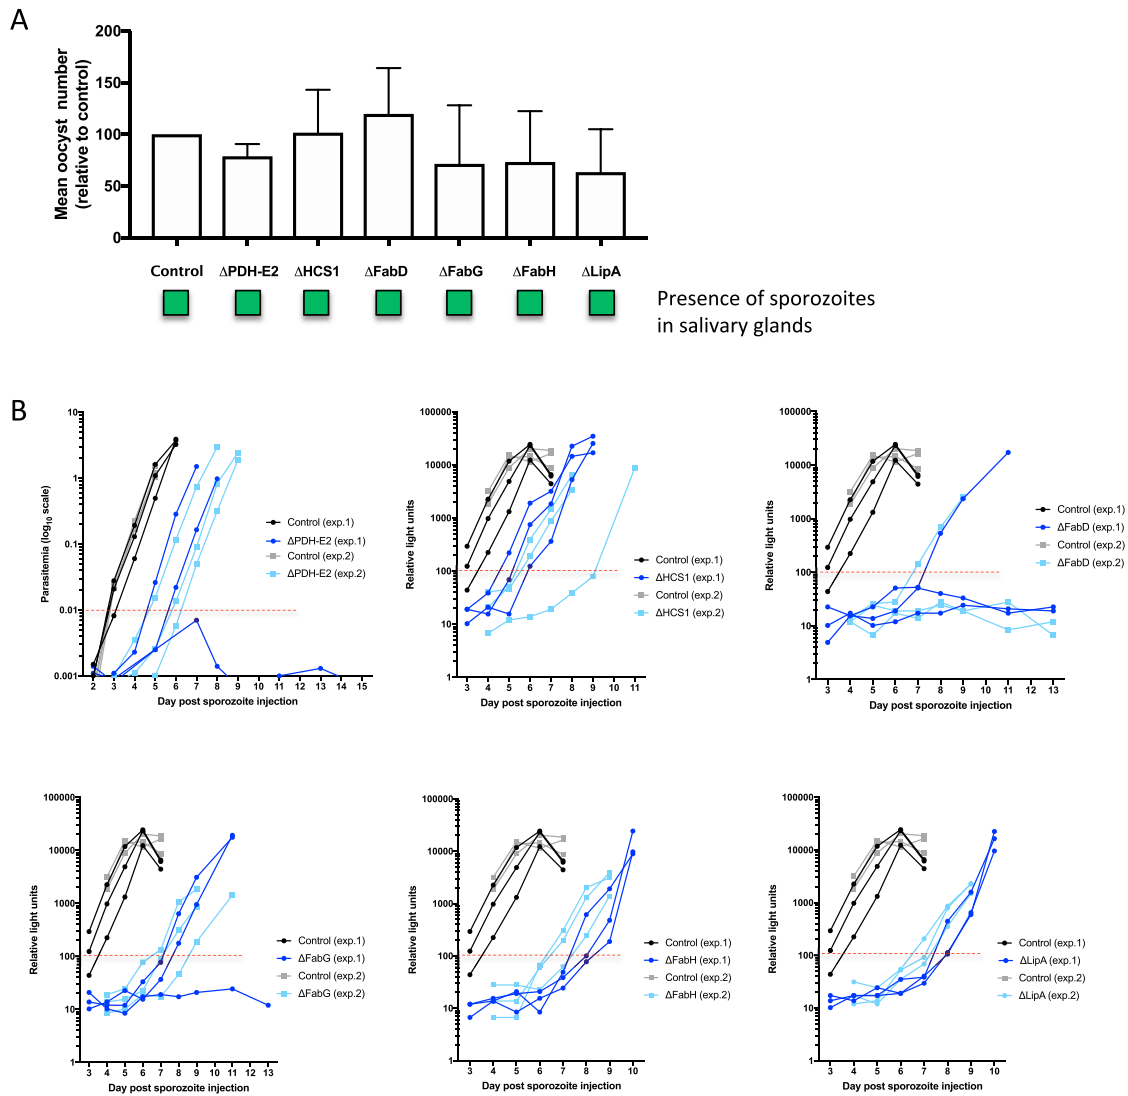 A
Mean oocyst number
(relative to control)
200
150
100
50
0
Control ΔPDH-E2 ΔHCS1 ΔFabD ΔFabG ΔFabH ΔLipA
Presence of sporozoites
in salivary glands
B
Parasitemia (log10 scale)
10
1
0.1
0.01
0.001
2 3 4 5 6 7 8 9 10 11 12 13 14 15
Day post sporozoite injection
Control (exp.1)
ΔPDH-E2 (exp.1)
Control (exp.2)
ΔPDH-E2 (exp.2)
Relative light units
100000
10000
1000
100
10
1
3 4 5 6 7 8 9 10 11
Day post sporozoite injection
Control (exp.1)
ΔHCS1 (exp.1)
Control (exp.2)
ΔHCS1 (exp.2)
Relative light units
100000
10000
1000
100
10
1
3 4 5 6 7 8 9 10 11 13
Day post sporozoite injection
Control (exp.1)
ΔFabD (exp.1)
Control (exp.2)
ΔFabD (exp.2)
Relative light units
100000
10000
1000
100
10
1
3 4 5 6 7 8 9 10 11 12 13
Day post sporozoite injection
Control (exp.1)
ΔFabG (exp.1)
Control (exp.2)
ΔFabG (exp.2)
Relative light units
100000
10000
1000
100
10
1
3 4 5 6 7 8 9 10
Day post sporozoite injection
Control (exp.1)
ΔFabH (exp.1)
Control (exp.2)
ΔFabH (exp.2)
Relative light units
100000
10000
1000
100
10
1
3 4 5 6 7 8 9 10
Day post sporozoite injection
Control (exp.1)
ΔLipA (exp.1)
Control (exp.2)
ΔLipA (exp.2)